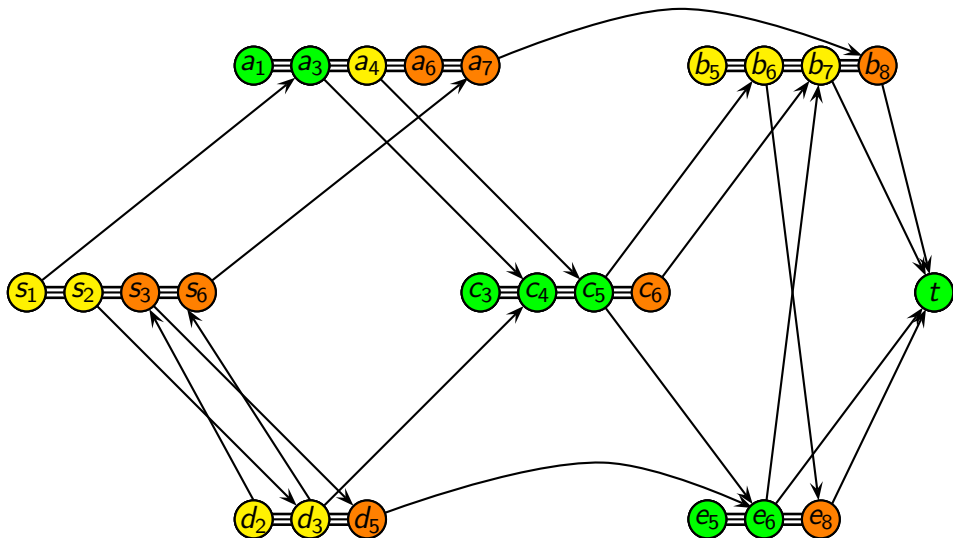 a₁ a₃ a₄ a₆ a₇ b₅ b₆ b₇ b₈
s₁ s₂ s₃ s₆ c₃ c₄ c₅ c₆ t
d₂ d₃ d₅ e₅ e₆ e₈